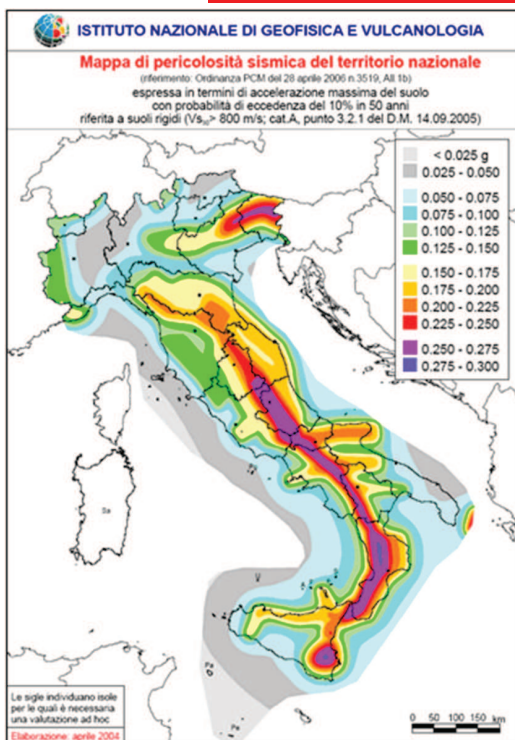 ISTITUTO NAZIONALE DI GEOFISICA E VULCANOLOGIA
Mappa di pericolosità sismica del territorio nazionale
(riferimento: Ordinanza PCM del 28 aprile 2006 n.3519, All 1b)
espressa in termini di accelerazione massima del suolo
con probabilità di eccedenza del 10% in 50 anni
riferita a suoli rigidi (Vs₃₀> 800 m/s; cat.A, punto 3.2.1 del D.M. 14.09.2005)
< 0.025 g
0.025 - 0.050
0.050 - 0.075
0.075 - 0.100
0.100 - 0.125
0.125 - 0.150
0.150 - 0.175
0.175 - 0.200
0.200 - 0.225
0.225 - 0.250
0.250 - 0.275
0.275 - 0.300
Sa
U
Pa
Pe
Le sigle individuano isole
per le quali è necessaria
una valutazione ad hoc
Elaborazione: aprile 2004
0 50 100 150 km